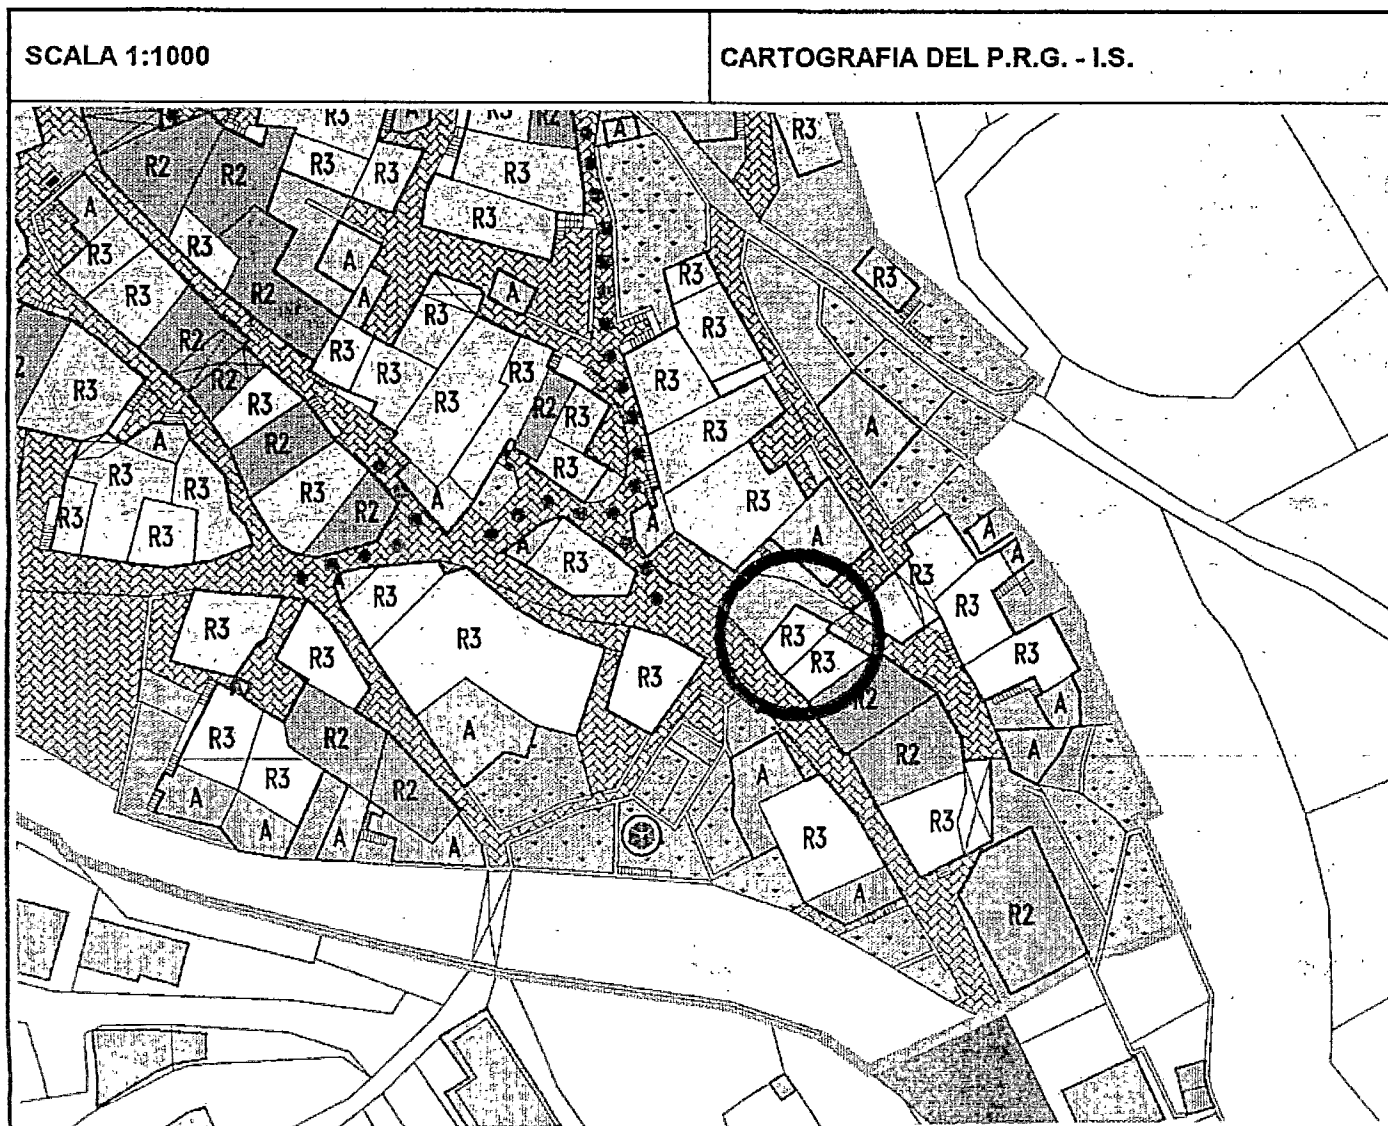 SCALA 1:1000
CARTOGRAFIA DEL P.R.G. - I.S.
R3 A R2 A R3
R2 R2 R3 R3 R3
A R3 R3
R3 R3 A R3 R3
R3 R2 A A R3
R2 R3 R3 R3
R3 R2 R3 R3 R3
R3 R3 R2 R3 A
A R2 R3
R3 R3 R3 R3 R3
R3 R3 R2 A A A
A R3 A A
A R3 R3 R3
R3 R3 R3
R3 R3 R3 R3
R2 A
R3 R2 A R2 A
R3 R2 A
A A A A R3 R3
A
R2